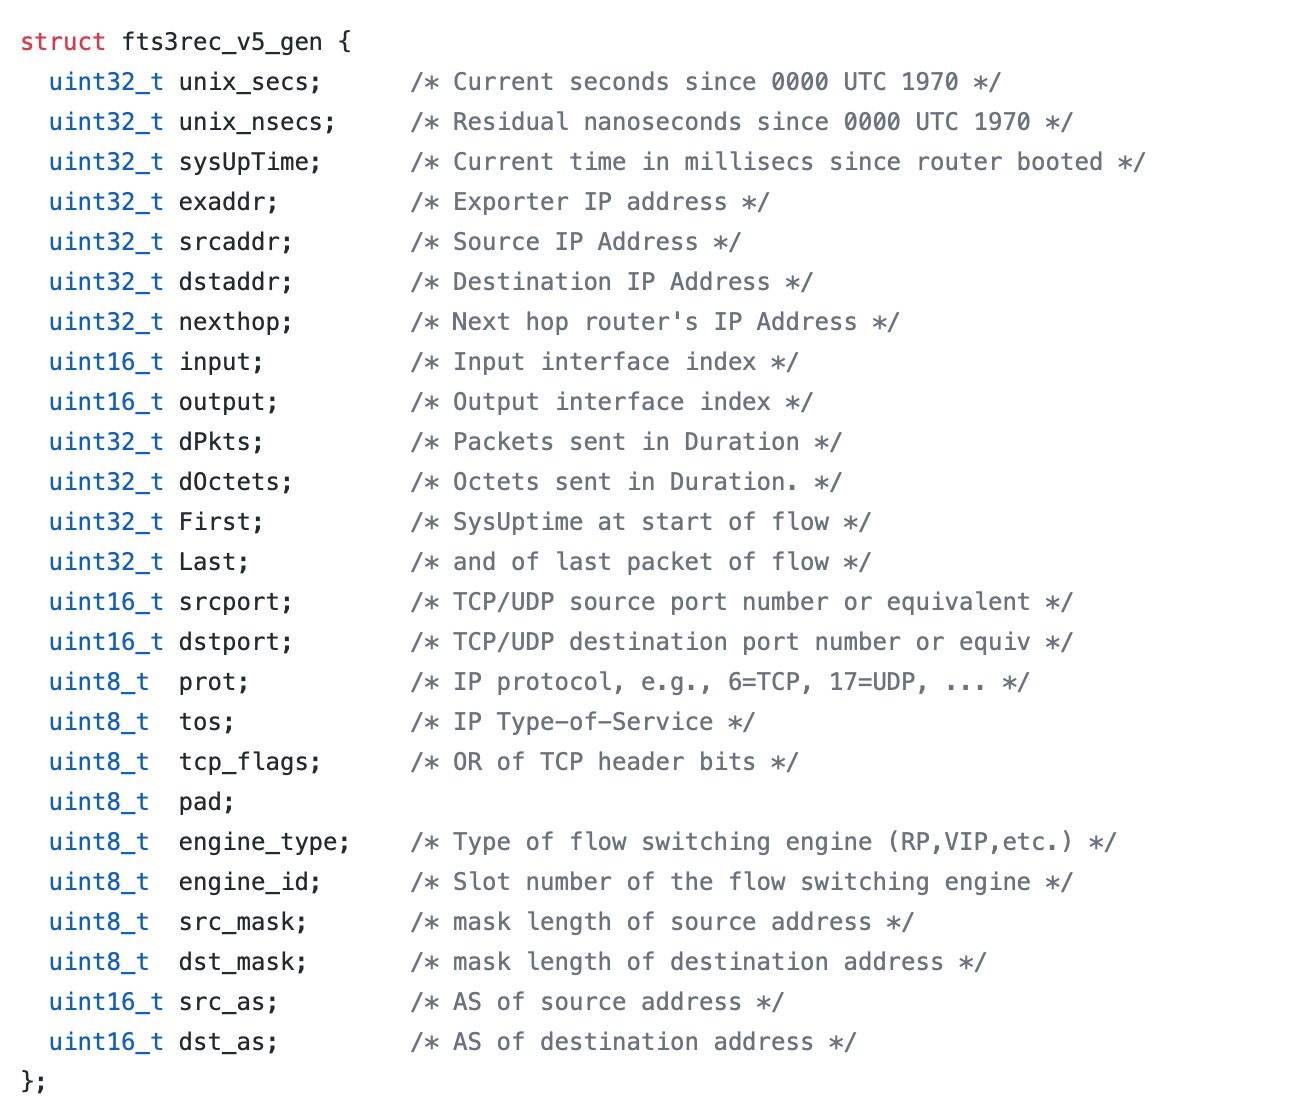 struct fts3rec_v5_gen {
  uint32_t unix_secs;      /* Current seconds since 0000 UTC 1970 */
  uint32_t unix_nsecs;     /* Residual nanoseconds since 0000 UTC 1970 */
  uint32_t sysUpTime;      /* Current time in millisecs since router booted */
  uint32_t exaddr;         /* Exporter IP address */
  uint32_t srcaddr;        /* Source IP Address */
  uint32_t dstaddr;        /* Destination IP Address */
  uint32_t nexthop;        /* Next hop router's IP Address */
  uint16_t input;          /* Input interface index */
  uint16_t output;         /* Output interface index */
  uint32_t dPkts;          /* Packets sent in Duration */
  uint32_t dOctets;        /* Octets sent in Duration. */
  uint32_t First;          /* SysUptime at start of flow */
  uint32_t Last;           /* and of last packet of flow */
  uint16_t srcport;        /* TCP/UDP source port number or equivalent */
  uint16_t dstport;        /* TCP/UDP destination port number or equiv */
  uint8_t  prot;           /* IP protocol, e.g., 6=TCP, 17=UDP, ... */
  uint8_t  tos;            /* IP Type-of-Service */
  uint8_t  tcp_flags;      /* OR of TCP header bits */
  uint8_t  pad;
  uint8_t  engine_type;    /* Type of flow switching engine (RP,VIP,etc.) */
  uint8_t  engine_id;      /* Slot number of the flow switching engine */
  uint8_t  src_mask;       /* mask length of source address */
  uint8_t  dst_mask;       /* mask length of destination address */
  uint16_t src_as;         /* AS of source address */
  uint16_t dst_as;         /* AS of destination address */
};